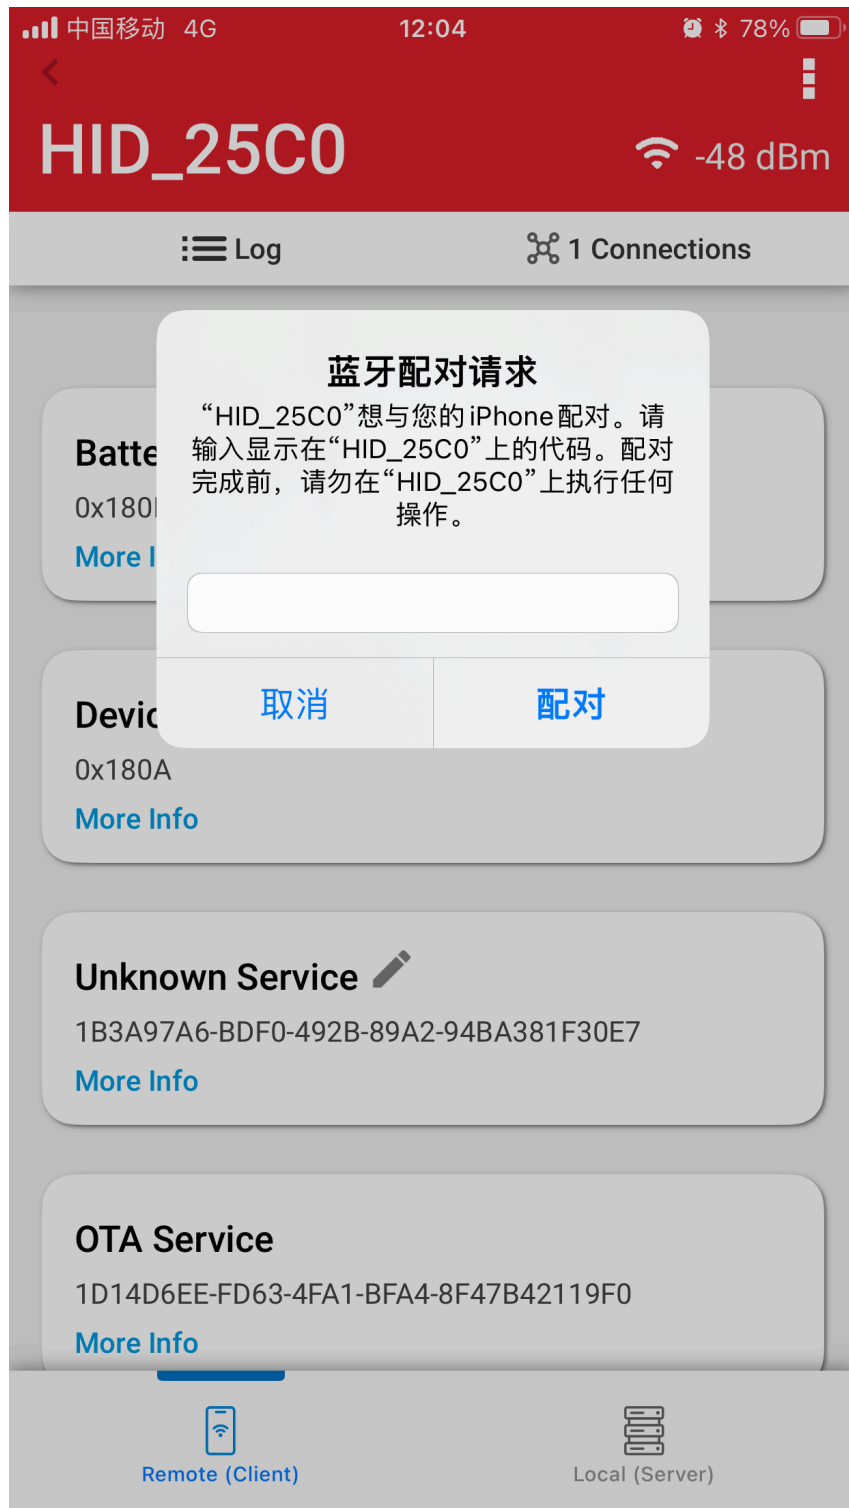 中国移动 4G 12:04 78%
HID_25C0 -48 dBm
Log 1 Connections
蓝牙配对请求
“HID_25C0”想与您的iPhone配对。请
输入显示在“HID_25C0”上的代码。配对
完成前，请勿在“HID_25C0”上执行任何
操作。
取消 配对
Batte
0x180
More I
Devic
0x180A
More Info
Unknown Service
1B3A97A6-BDF0-492B-89A2-94BA381F30E7
More Info
OTA Service
1D14D6EE-FD63-4FA1-BFA4-8F47B42119F0
More Info
Remote (Client) Local (Server)